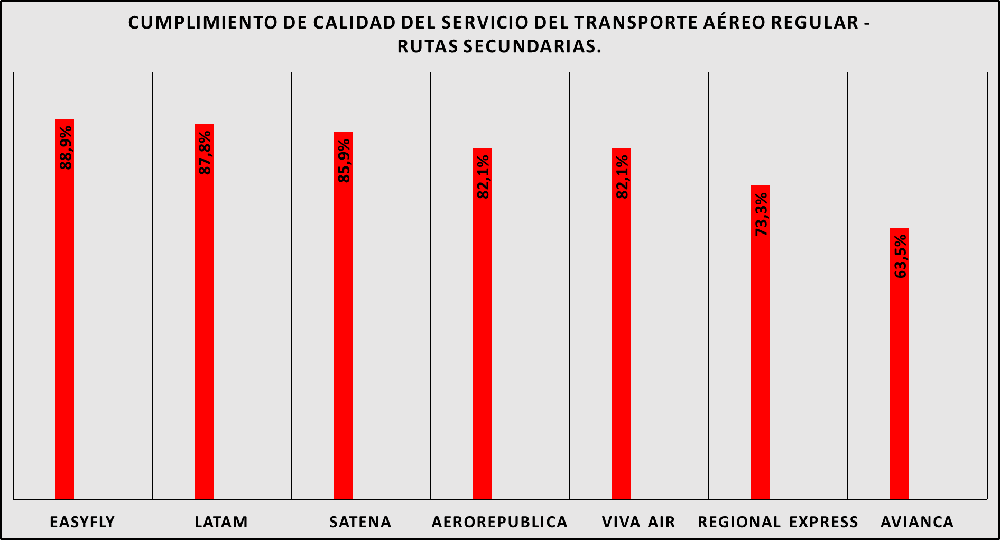 CUMPLIMIENTO DE CALIDAD DEL SERVICIO DEL TRANSPORTE AÉREO REGULAR -
RUTAS SECUNDARIAS.
88,9%
87,8%
85,9%
82,1%
82,1%
73,3%
63,5%
EASYFLY
LATAM
SATENA
AEROREPUBLICA
VIVA AIR
REGIONAL EXPRESS
AVIANCA